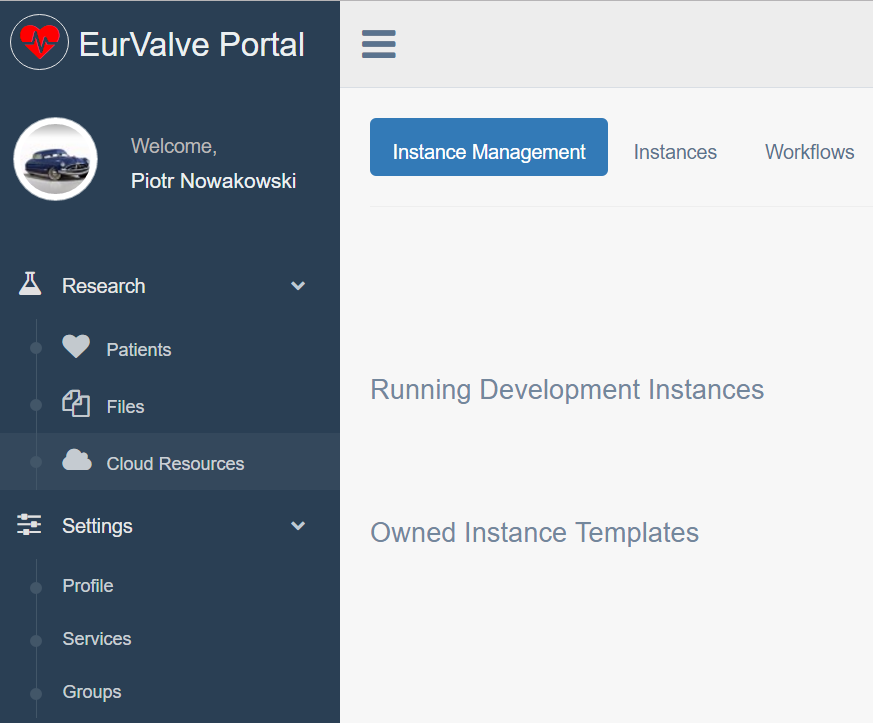 EurValve Portal
Welcome,
Piotr Nowakowski
Research
Patients
Files
Cloud Resources
Settings
Profile
Services
Groups
Instance Management
Instances
Workflows
Running Development Instances
Owned Instance Templates